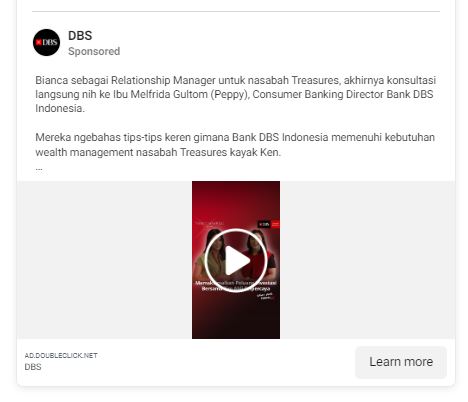 DBS
DBS
Sponsored
Bianca sebagai Relationship Manager untuk nasabah Treasures, akhirnya konsultasi
langsung nih ke Ibu Melfrida Gultom (Peppy), Consumer Banking Director Bank DBS
Indonesia.
Mereka ngebahas tips-tips keren gimana Bank DBS Indonesia memenuhi kebutuhan
wealth management nasabah Treasures kayak Ken.
...
DBS
AD.DOUBLECLICK.NET
DBS
Learn more